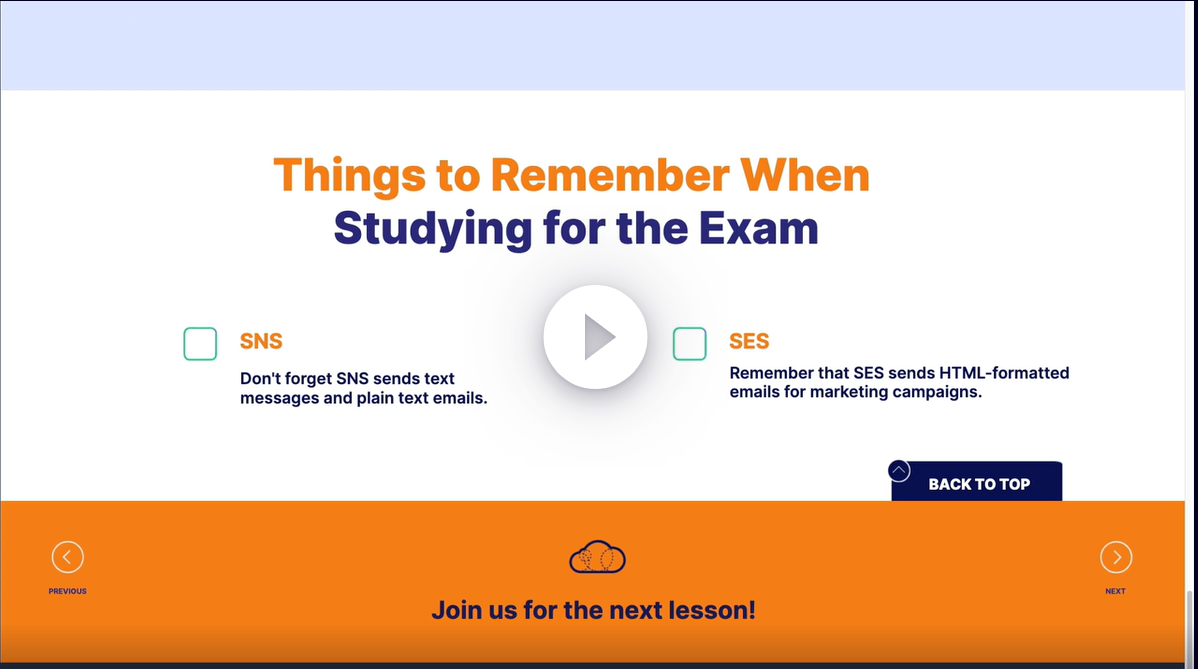 Things to Remember When
Studying for the Exam
SNS
Don't forget SNS sends text
messages and plain text emails.
SES
Remember that SES sends HTML-formatted
emails for marketing campaigns.
BACK TO TOP
PREVIOUS
NEXT
Join us for the next lesson!